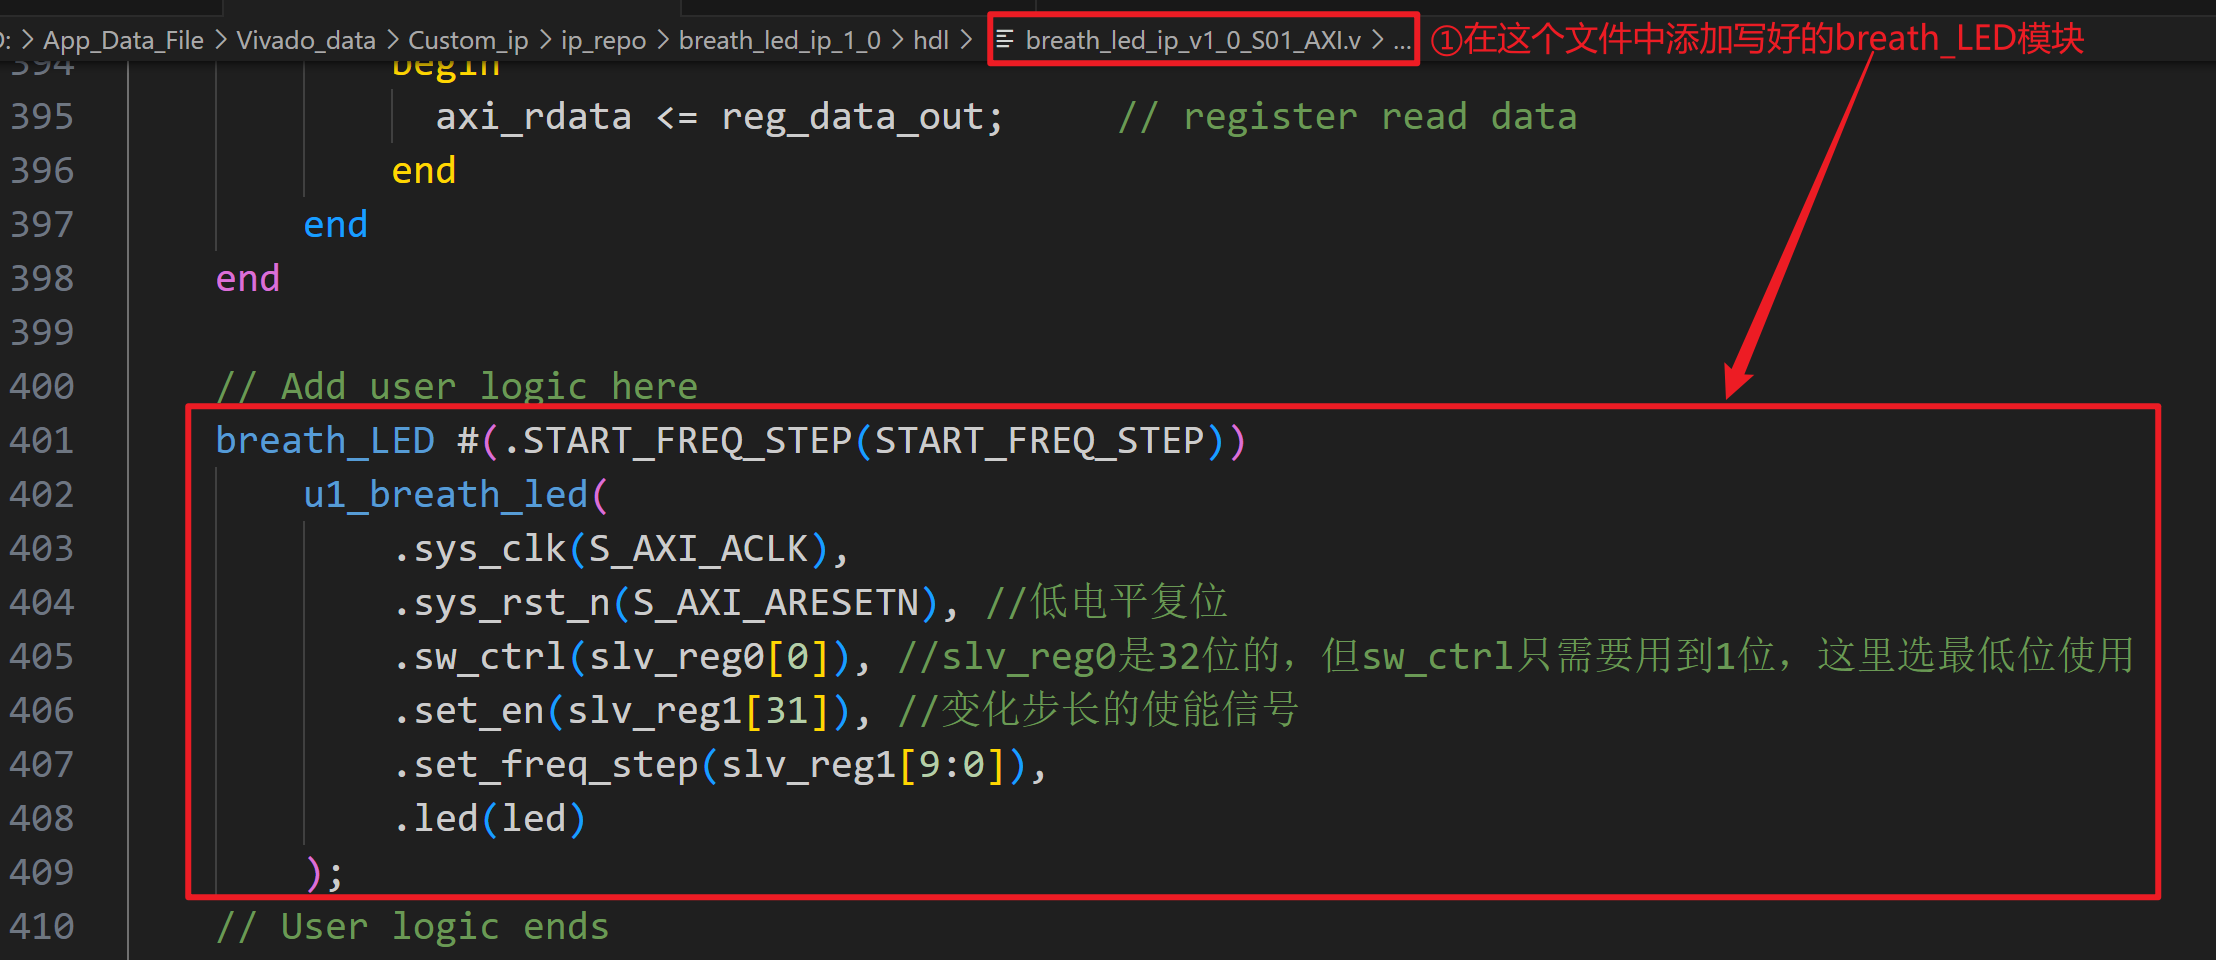 D: > App_Data_File > Vivado_data > Custom_ip > ip_repo > breath_led_ip_1_0 > hdl > breath_led_ip_v1_0_S01_AXI.v > ... ①在这个文件中添加写好的breath_LED模块
394 begin
395 axi_rdata <= reg_data_out; // register read data
396 end
397 end
398 end
399
400 // Add user logic here
401 breath_LED #(.START_FREQ_STEP(START_FREQ_STEP))
402 u1_breath_led(
403 .sys_clk(S_AXI_ACLK),
404 .sys_rst_n(S_AXI_ARESETN), //低电平复位
405 .sw_ctrl(slv_reg0[0]), //slv_reg0是32位的，但sw_ctrl只需要用到1位，这里选最低位使用
406 .set_en(slv_reg1[31]), //变化步长的使能信号
407 .set_freq_step(slv_reg1[9:0]),
408 .led(led)
409 );
410 // User logic ends